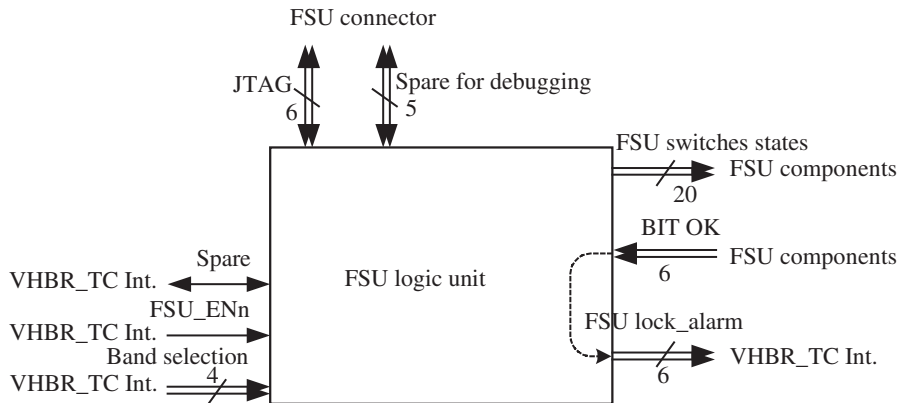 FSU connector
JTAG
6
Spare for debugging
5
FSU switches states
20
FSU components
BIT OK
6
FSU components
Spare
VHBR_TC Int.
FSU logic unit
FSU_ENn
VHBR_TC Int.
FSU lock_alarm
6
VHBR_TC Int.
Band selection
4
VHBR_TC Int.